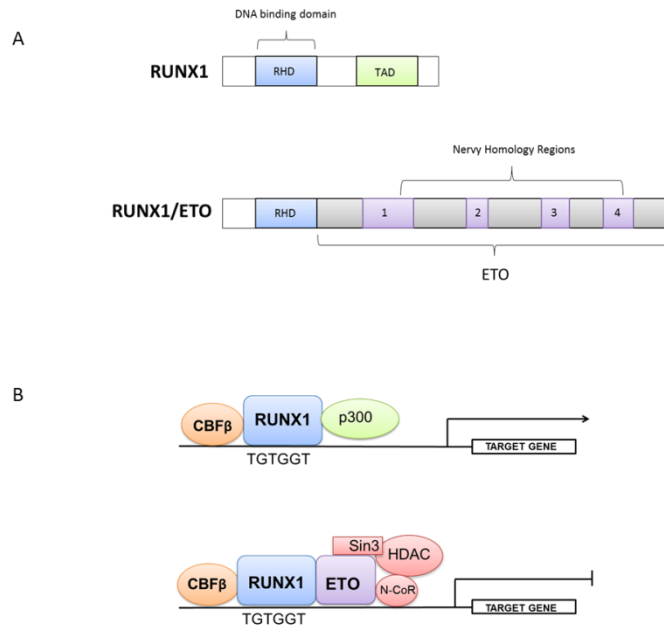 A
DNA binding domain
RUNX1
RHD
TAD
Nervy Homology Regions
RUNX1/ETO
RHD
1
2
3
4
ETO
B
CBFβ
RUNX1
p300
TGTGGT
TARGET GENE
Sin3
HDAC
CBFβ
RUNX1
ETO
N-CoR
TGTGGT
TARGET GENE